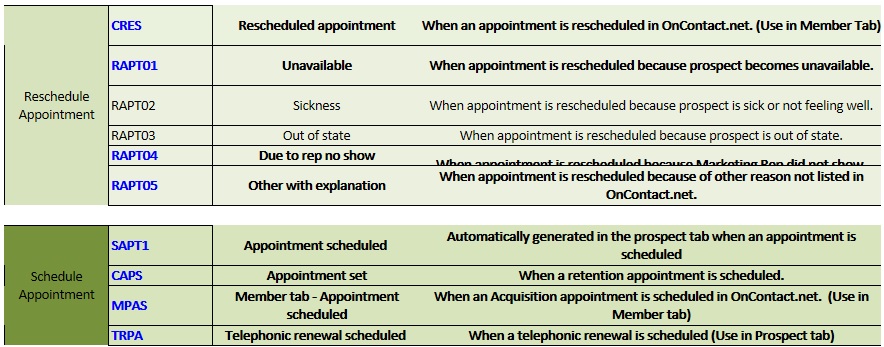 CRES Rescheduled appointment When an appointment is rescheduled in OnContact.net. (Use in Member Tab)
RAPT01 Unavailable When appointment is rescheduled because prospect becomes unavailable.
Reschedule
Appointment
RAPT02 Sickness When appointment is rescheduled because prospect is sick or not feeling well.
RAPT03 Out of state When appointment is rescheduled because prospect is out of state.
RAPT04 Due to rep no show When appointment is rescheduled because Marketing Rep did not show
RAPT05 Other with explanation When appointment is rescheduled because of other reason not listed in
OnContact.net.
Schedule
Appointment
SAPT1 Appointment scheduled Automatically generated in the prospect tab when an appointment is
scheduled
CAPS Appointment set When a retention appointment is scheduled.
MPAS Member tab - Appointment
scheduled
When an Acquisition appointment is scheduled in OnContact.net. (Use in
Member tab)
TRPA Telephonic renewal scheduled When a telephonic renewal is scheduled (Use in Prospect tab)